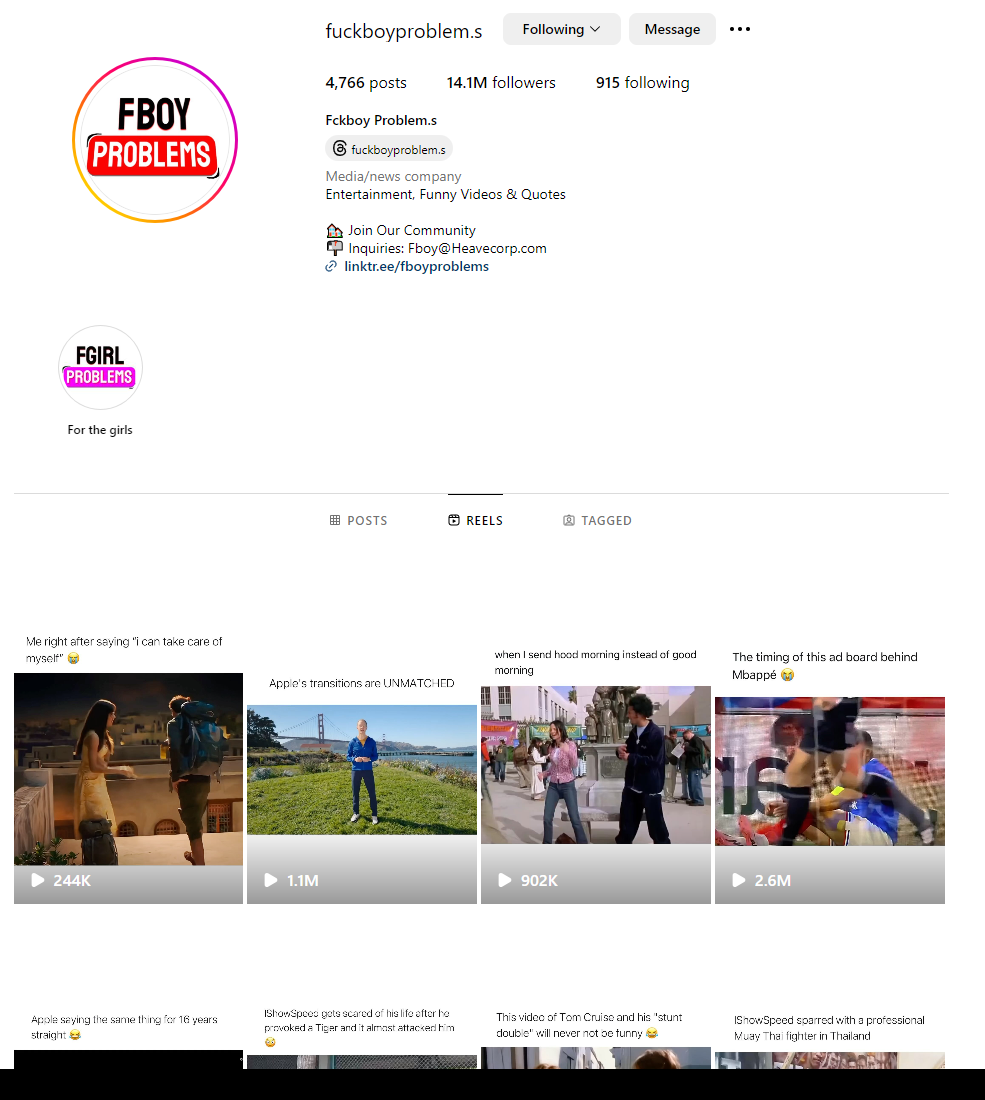 fuckboyproblem.s
Following
Message
4,766 posts
14.1M followers
915 following
FBOY
PROBLEMS
Fckboy Problem.s
fuckboyproblem.s
Media/news company
Entertainment, Funny Videos & Quotes
🏡 Join Our Community
📬 Inquiries: Fboy@Heavecorp.com
linktr.ee/fboyproblems
FGIRL
PROBLEMS
For the girls
POSTS
REELS
TAGGED
Me right after saying "i can take care of
myself" 😭
244K
Apple's transitions are UNMATCHED
1.1M
when I send hood morning instead of good
morning
902K
The timing of this ad board behind
Mbappé 😭
2.6M
Apple saying the same thing for 16 years
straight 😂
IShowSpeed gets scared of his life after he
provoked a Tiger and it almost attacked him
😳
This video of Tom Cruise and his "stunt
double" will never not be funny 😂
IShowSpeed sparred with a professional
Muay Thai fighter in Thailand